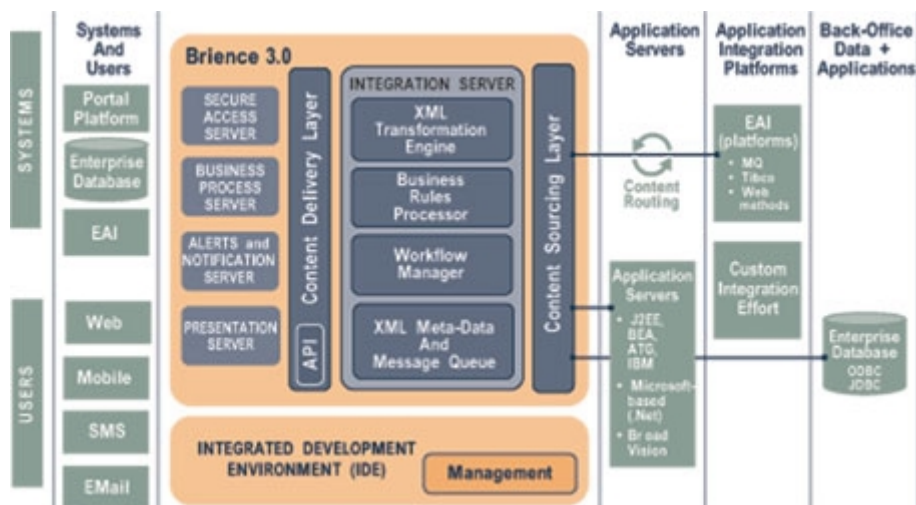 SYSTEMS
USERS
Systems
And
Users
Portal
Platform
Enterprise
Database
EAI
Web
Mobile
SMS
EMail
Brience 3.0
SECURE
ACCESS
SERVER
BUSINESS
PROCESS
SERVER
ALERTS and
NOTIFICATION
SERVER
PRESENTATION
SERVER
API
Content Delivery Layer
INTEGRATION SERVER
XML
Transformation
Engine
Business
Rules
Processor
Workflow
Manager
XML Meta-Data
And
Message Queue
Content Sourcing Layer
INTEGRATED DEVELOPMENT
ENVIRONMENT (IDE)
Management
Application
Servers
Content
Routing
Application
Servers
• J2EE,
BEA,
ATG,
IBM
• Microsoft-
based
(.Net)
• Broad
Vision
Application
Integration
Platforms
EAI
(platforms)
• MQ
• Tibco
• Web
methods
Custom
Integration
Effort
Back-Office
Data +
Applications
Enterprise
Database
ODBC
JDBC